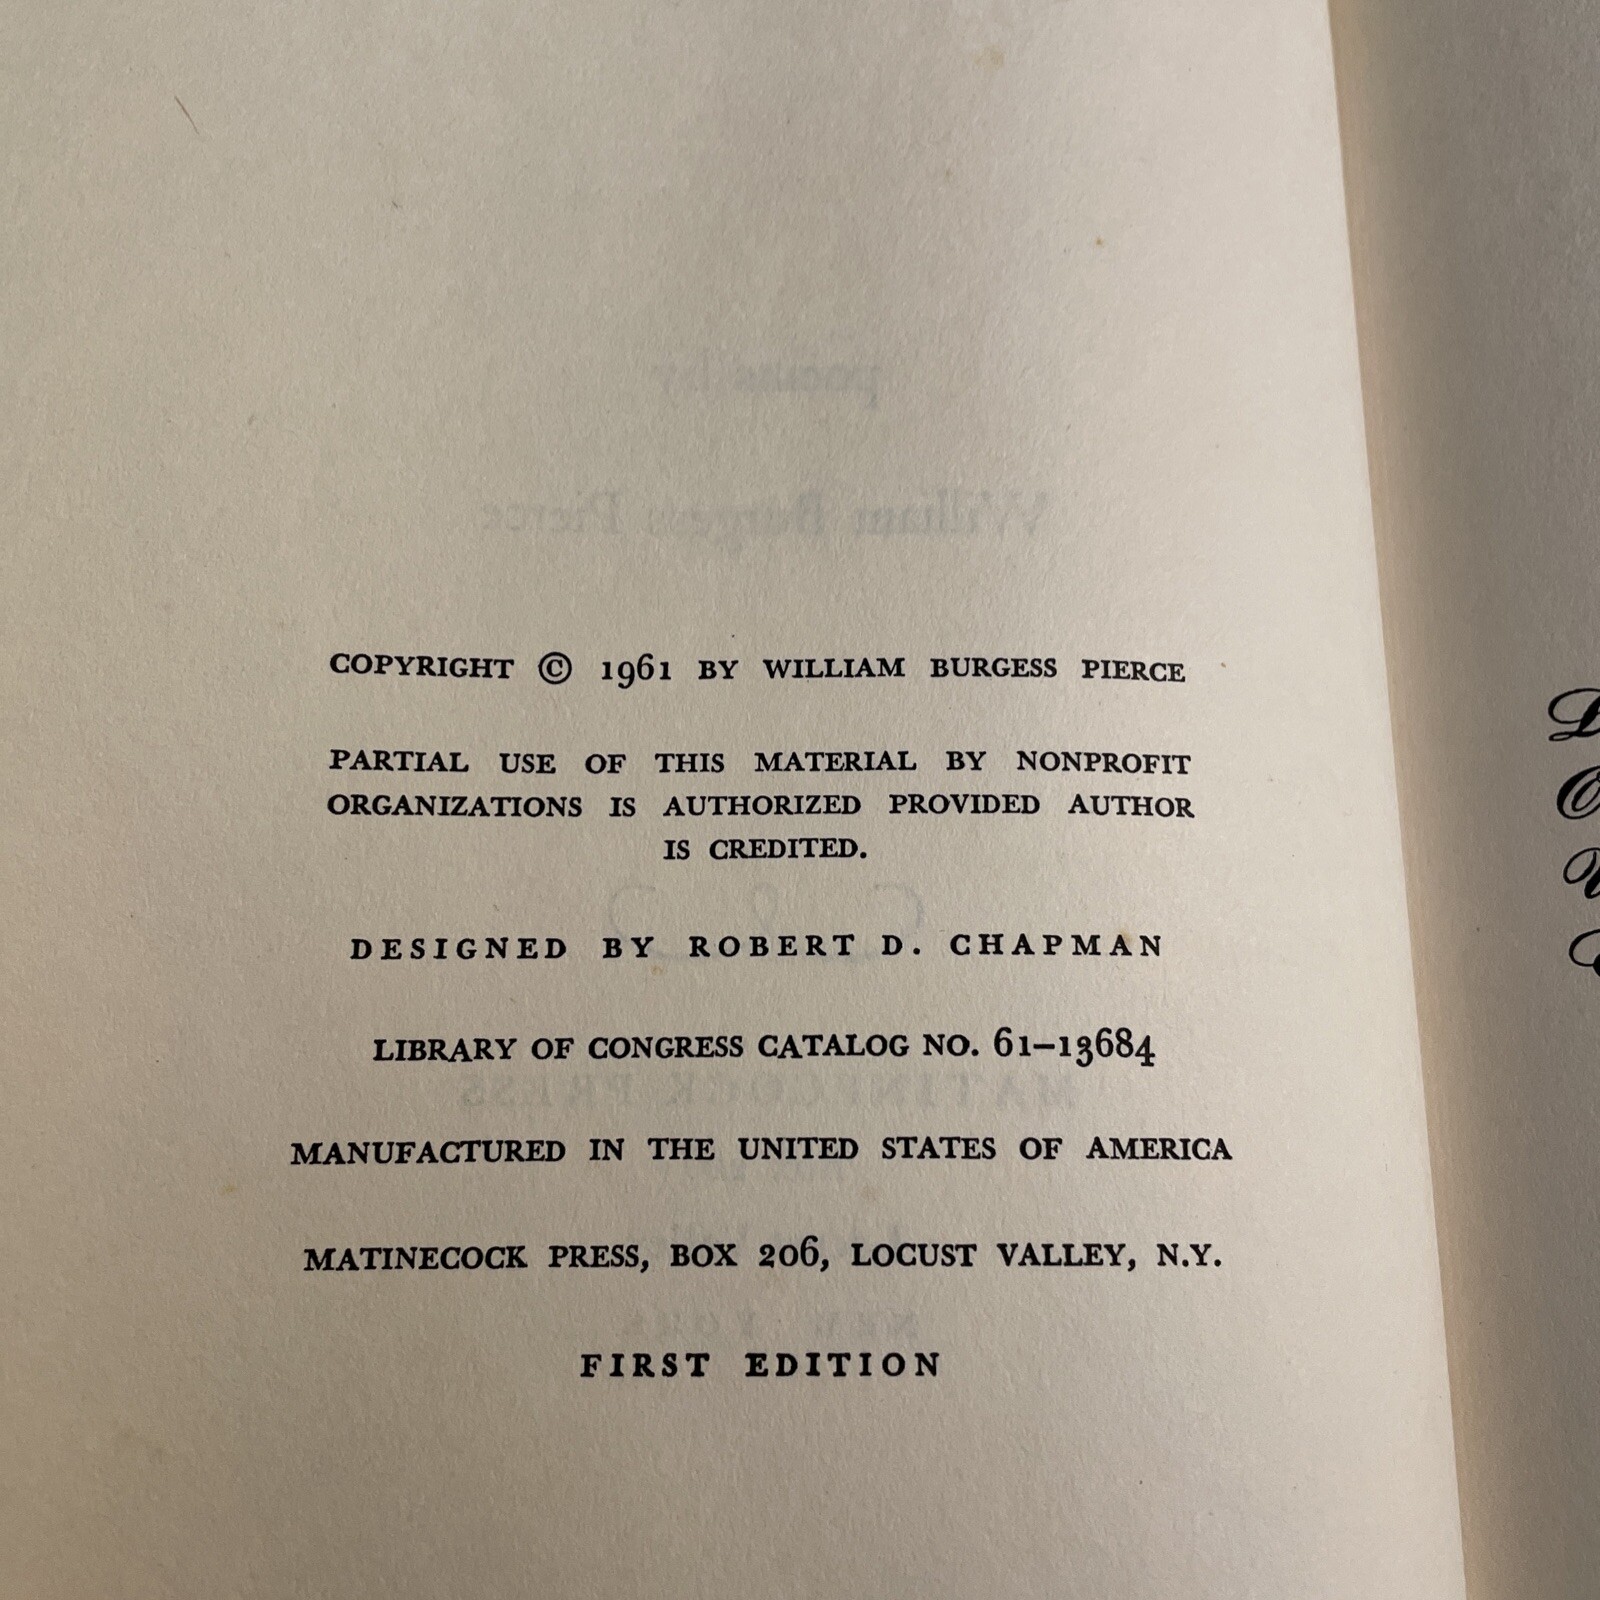 COPYRIGHT © 1961 BY WILLIAM BURGESS PIERCE
PARTIAL USE OF THIS MATERIAL BY NONPROFIT
ORGANIZATIONS IS AUTHORIZED PROVIDED AUTHOR
IS CREDITED.
DESIGNED BY ROBERT D. CHAPMAN
LIBRARY OF CONGRESS CATALOG NO. 61–13684
MANUFACTURED IN THE UNITED STATES OF AMERICA
MATINECOCK PRESS, BOX 206, LOCUST VALLEY, N.Y.
FIRST EDITION